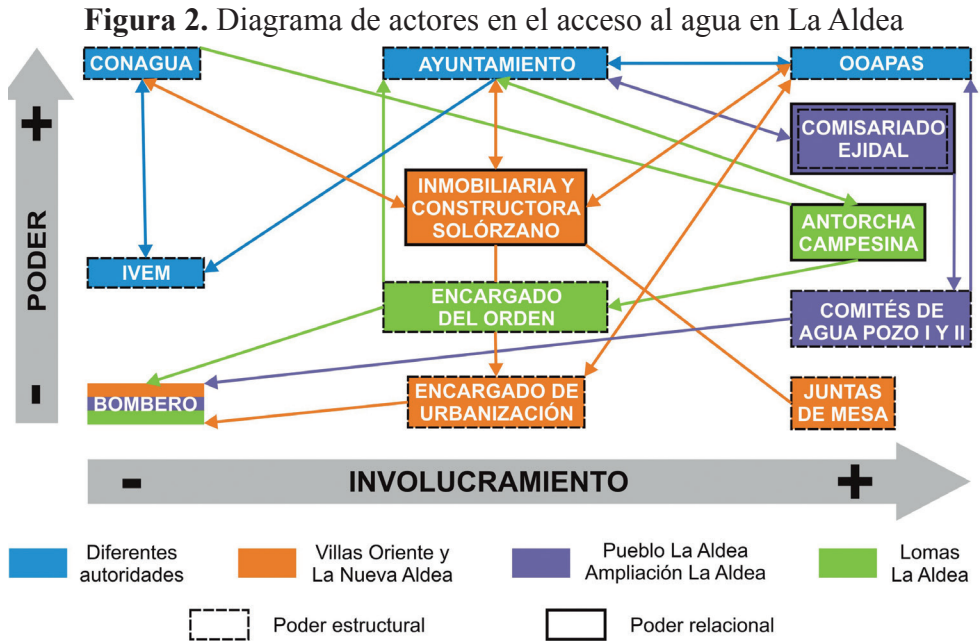 Figura 2. Diagrama de actores en el acceso al agua en La Aldea
CONAGUA
AYUNTAMIENTO
OOAPAS
+
COMISARIADO
EJIDAL
INMOBILIARIA Y
CONSTRUCTORA
SOLÓRZANO
ANTORCHA
CAMPESINA
PODER
IVEM
ENCARGADO
DEL ORDEN
COMITÉS DE
AGUA POZO I Y II
-
BOMBERO
ENCARGADO DE
URBANIZACIÓN
JUNTAS
DE MESA
- INVOLUCRAMIENTO +
Diferentes
autoridades
Villas Oriente y
La Nueva Aldea
Pueblo La Aldea
Ampliación La Aldea
Lomas
La Aldea
Poder estructural
Poder relacional